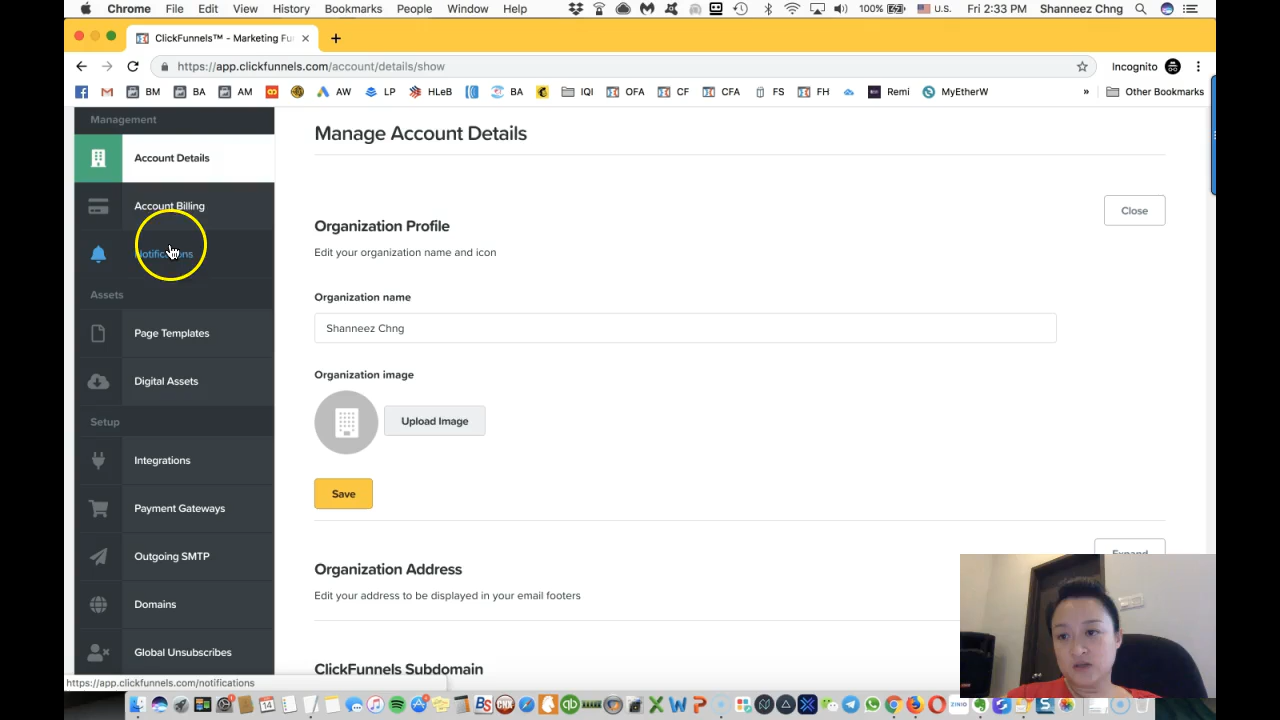 Chrome File Edit View History Bookmarks People Window Help 100% U.S. Fri 2:33 PM Shanneez Chng
ClickFunnels™ - Marketing Fu
https://app.clickfunnels.com/account/details/show Incognito
BM BA AM AW LP HLeB BA IQI OFA CF CFA FS FH Remi MyEtherW » Other Bookmarks
Management
Account Details
Account Billing
Notifications
Assets
Page Templates
Digital Assets
Setup
Integrations
Payment Gateways
Outgoing SMTP
Domains
Global Unsubscribes
https://app.clickfunnels.com/notifications
Manage Account Details
Close
Organization Profile
Edit your organization name and icon
Organization name
Shanneez Chng
Organization image
Upload Image
Save
Expand
Organization Address
Edit your address to be displayed in your email footers
ClickFunnels Subdomain